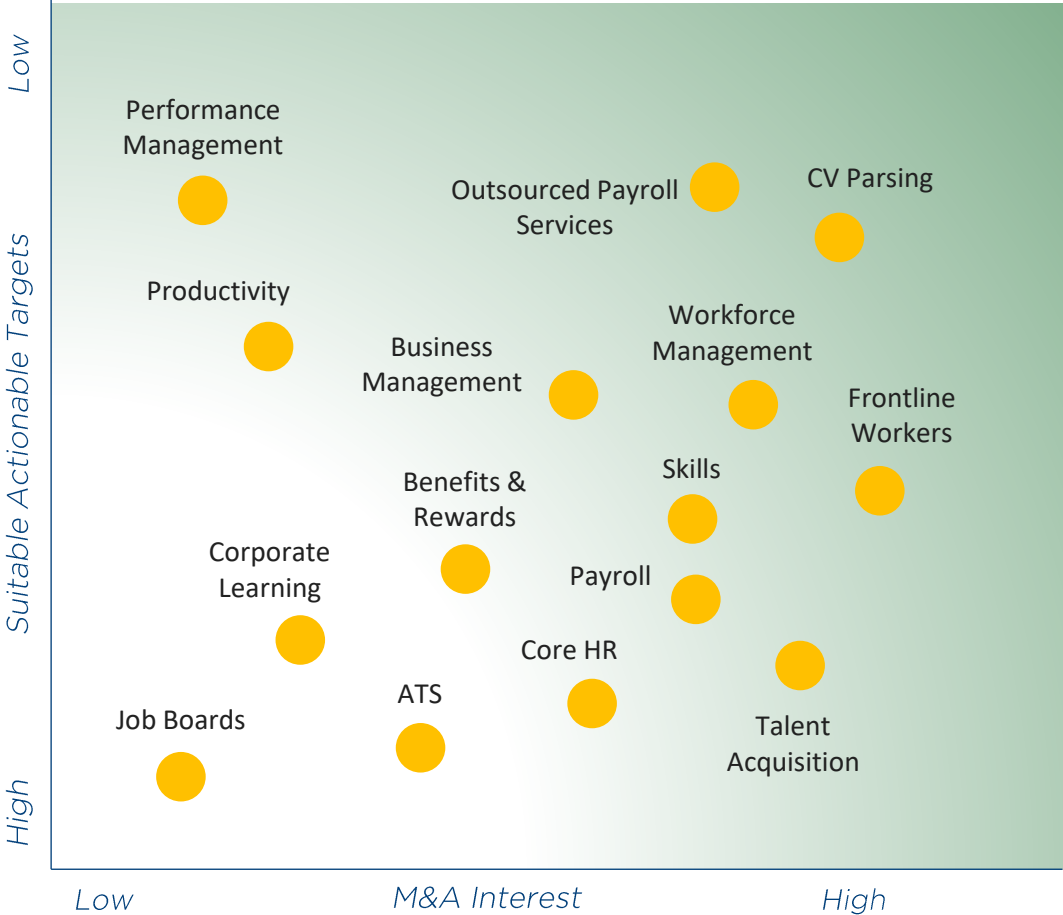 Low
Suitable Actionable Targets
High
Performance
Management
Outsourced Payroll
Services
CV Parsing
Productivity
Business
Management
Workforce
Management
Frontline
Workers
Skills
Benefits &
Rewards
Corporate
Learning
Payroll
Core HR
ATS
Job Boards
Talent
Acquisition
Low
M&A Interest
High